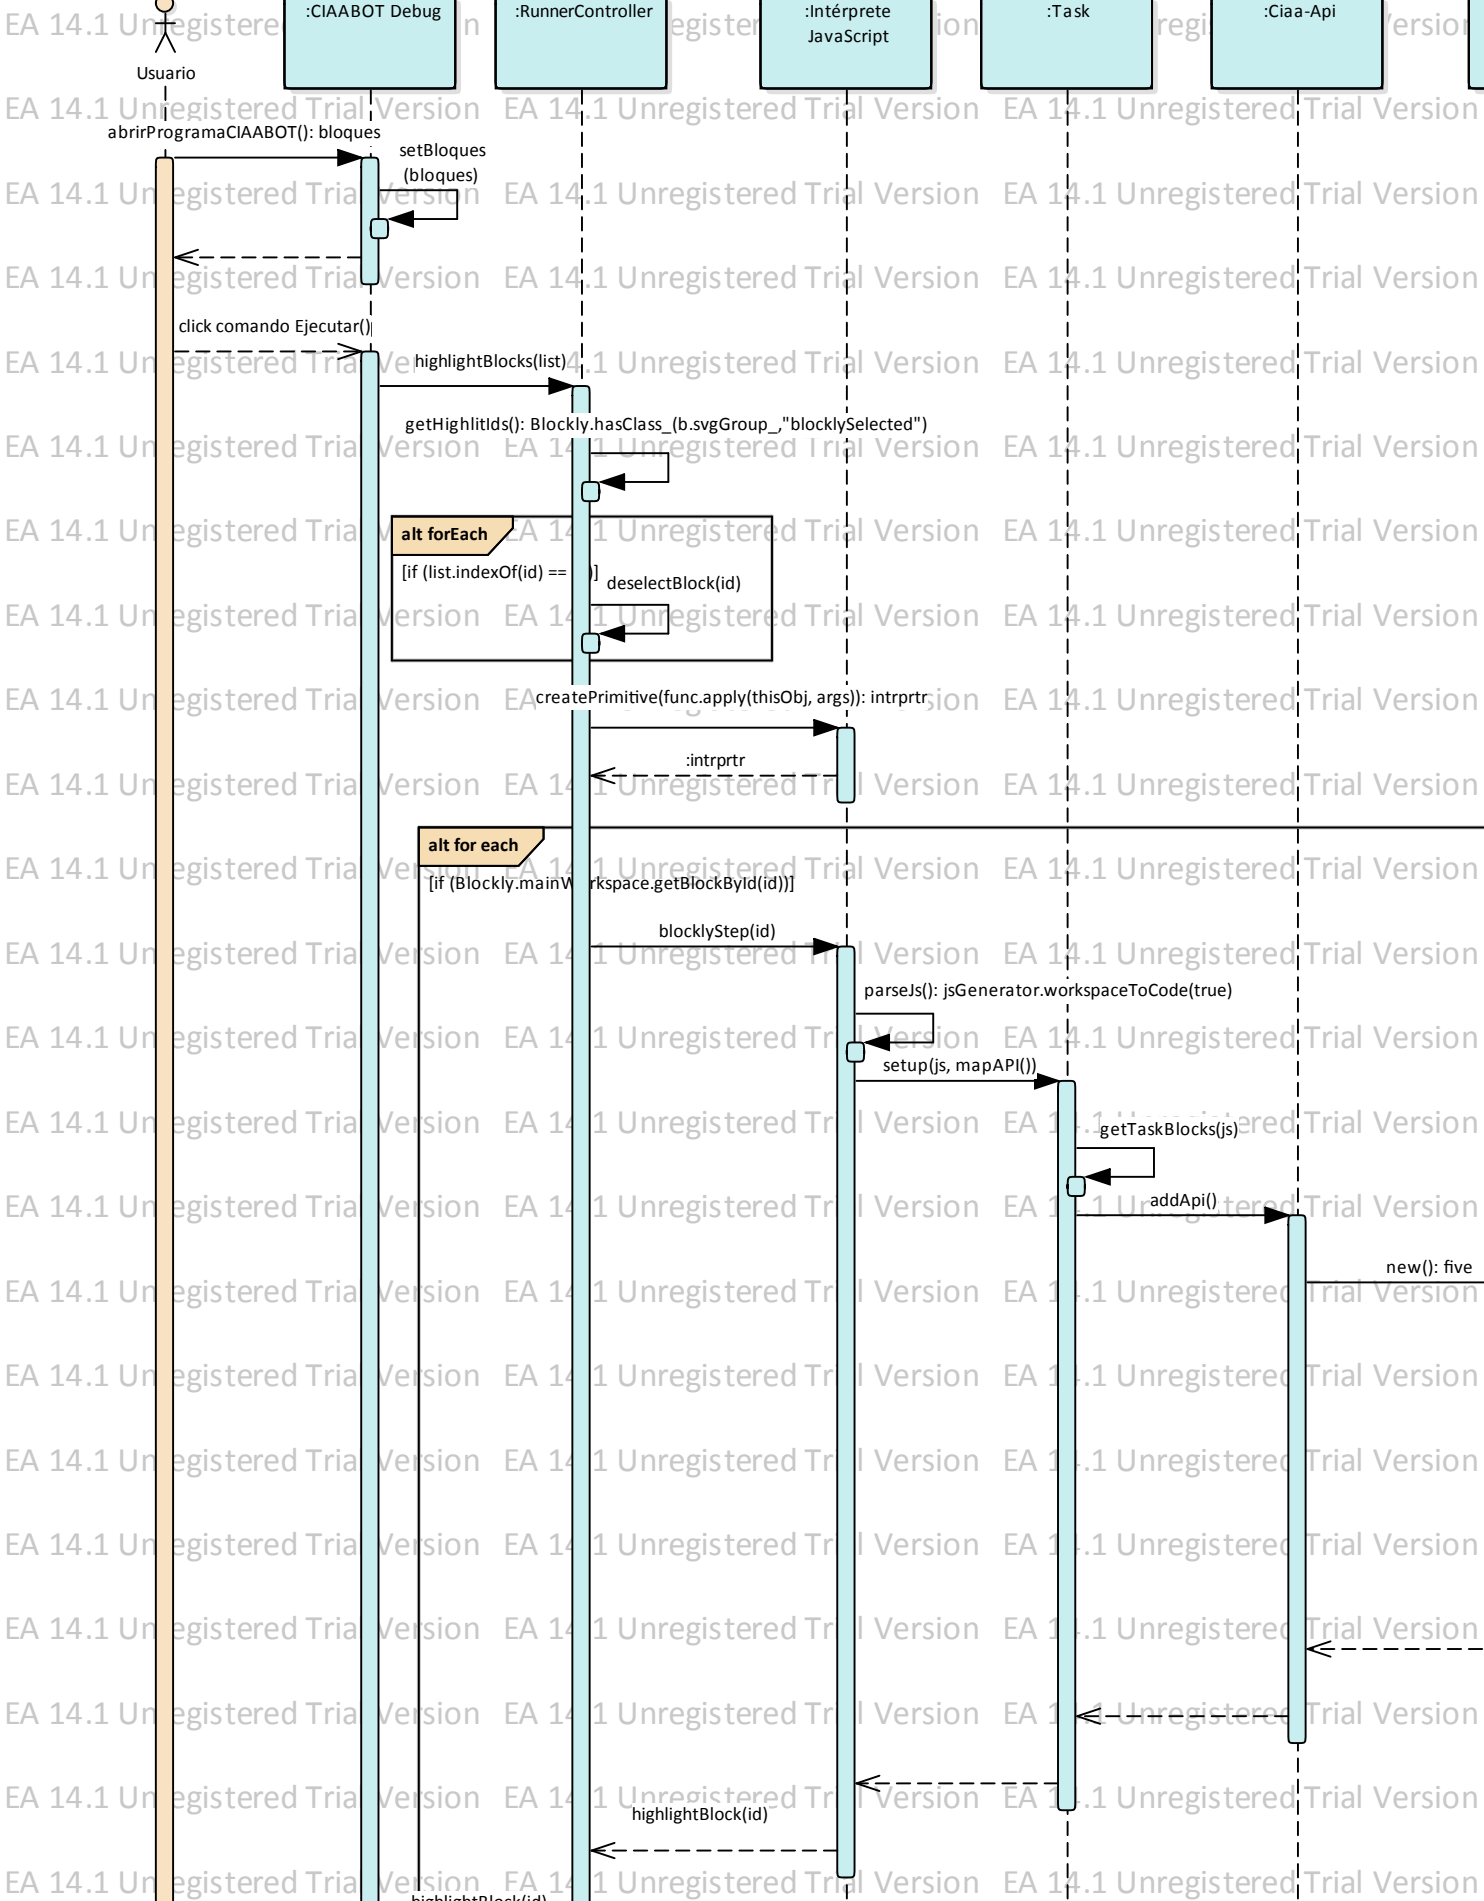 :CIAABOT Debug
:RunnerController
:Intérprete
JavaScript
:Task
:Ciaa-Api
Usuario
abrirProgramaCIAABOT(): bloques
setBloques
(bloques)
click comando Ejecutar()
highlightBlocks(list)
getHighlitIds(): Blockly.hasClass_(b.svgGroup_,"blocklySelected")
alt forEach
[if (list.indexOf(id) == )]
deselectBlock(id)
createPrimitive(func.apply(thisObj, args)): intrprtr
:intrprtr
alt for each
[if (Blockly.mainWorkspace.getBlockById(id))]
blocklyStep(id)
parseJs(): jsGenerator.workspaceToCode(true)
setup(js, mapAPI())
getTaskBlocks(js)
addApi()
new(): five
highlightBlock(id)
highlightBlock(id)
EA 14.1 Unregistered Trial Version